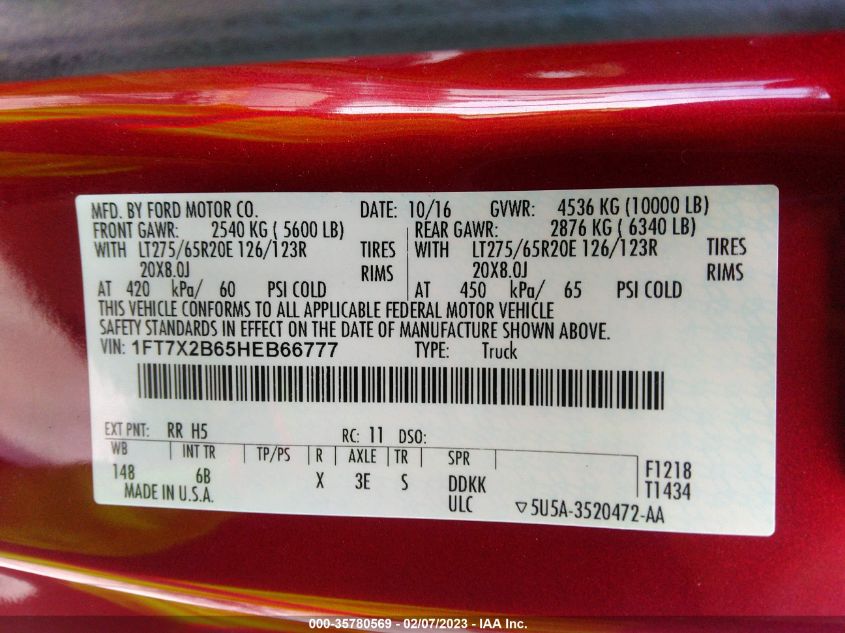 MFD. BY FORD MOTOR CO. DATE: 10/16 GVWR: 4536 KG (10000 LB)
FRONT GAWR: 2540 KG ( 5600 LB) REAR GAWR: 2876 KG ( 6340 LB)
WITH LT275/65R20E 126/123R TIRES WITH LT275/65R20E 126/123R TIRES
20X8.0J RIMS 20X8.0J RIMS
AT 420 kPa/ 60 PSI COLD AT 450 kPa/ 65 PSI COLD
THIS VEHICLE CONFORMS TO ALL APPLICABLE FEDERAL MOTOR VEHICLE
SAFETY STANDARDS IN EFFECT ON THE DATE OF MANUFACTURE SHOWN ABOVE.
VIN: 1FT7X2B65HEB66777 TYPE: Truck
EXT PNT: RR H5 RC: 11 DSO:
WB INT TR TP/PS R AXLE TR SPR F1218
148 6B X 3E S DDKK T1434
MADE IN U.S.A. ULC ▽5U5A-3520472-AA
000-35780569 - 02/07/2023 - IAA Inc.